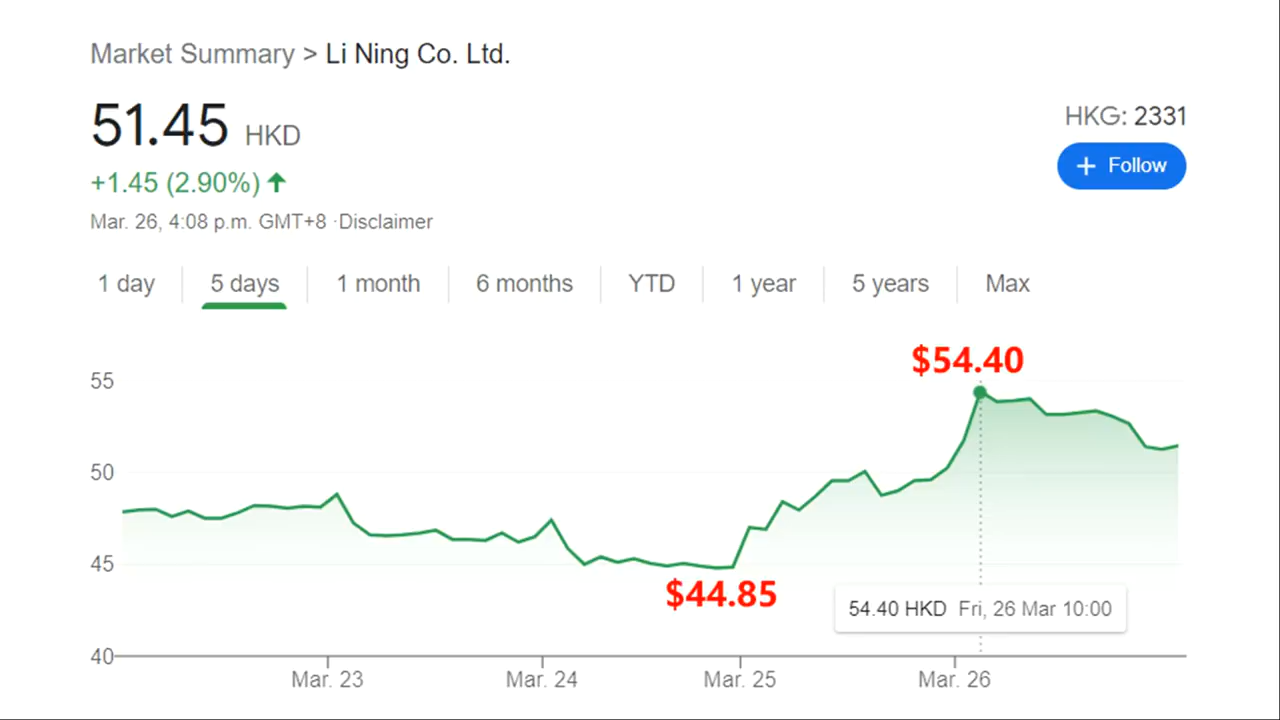 Market Summary > Li Ning Co. Ltd.
51.45 HKD
HKG: 2331
+ Follow
+1.45 (2.90%) ↑
Mar. 26, 4:08 p.m. GMT+8 ·Disclaimer
1 day 5 days 1 month 6 months YTD 1 year 5 years Max
$54.40
55
50
45
$44.85
54.40 HKD Fri, 26 Mar 10:00
40
Mar. 23 Mar. 24 Mar. 25 Mar. 26